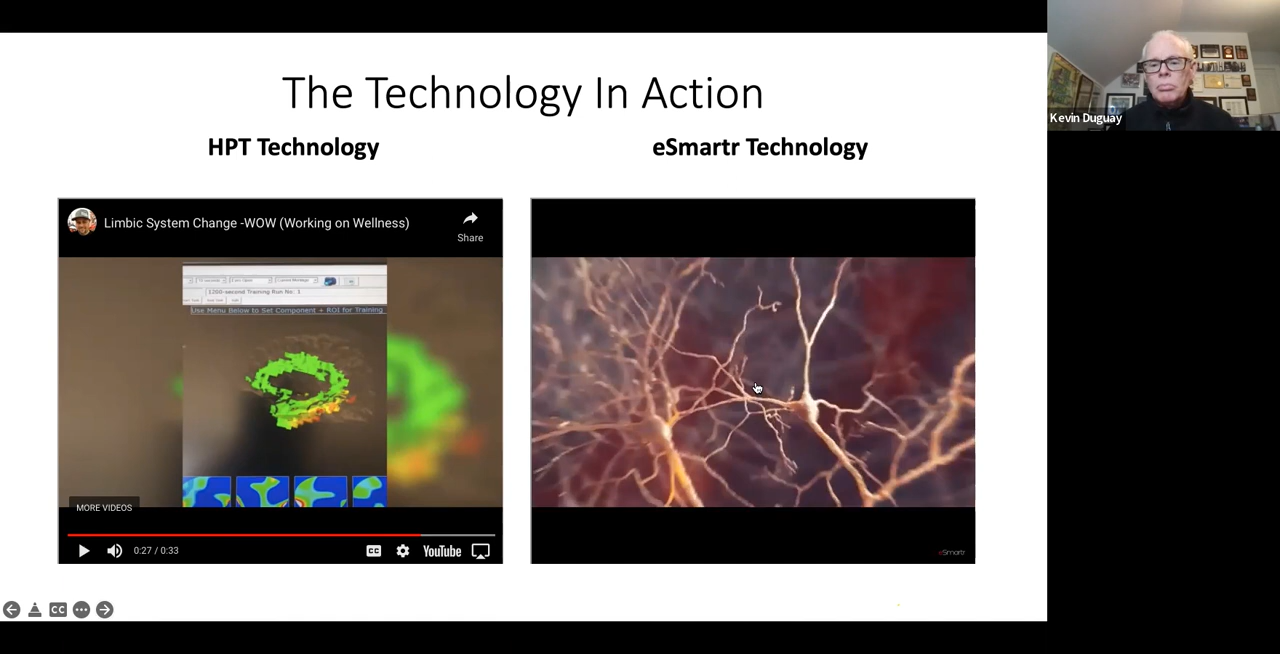 The Technology In Action
HPT Technology
eSmartr Technology
Limbic System Change -WOW (Working on Wellness)
Share
1200-second Training Run No: 1
Use Menu Below to Set Component + ROI for Training
MORE VIDEOS
0:27 / 0:33
CC
YouTube
eSmartr
CC
Kevin Duguay